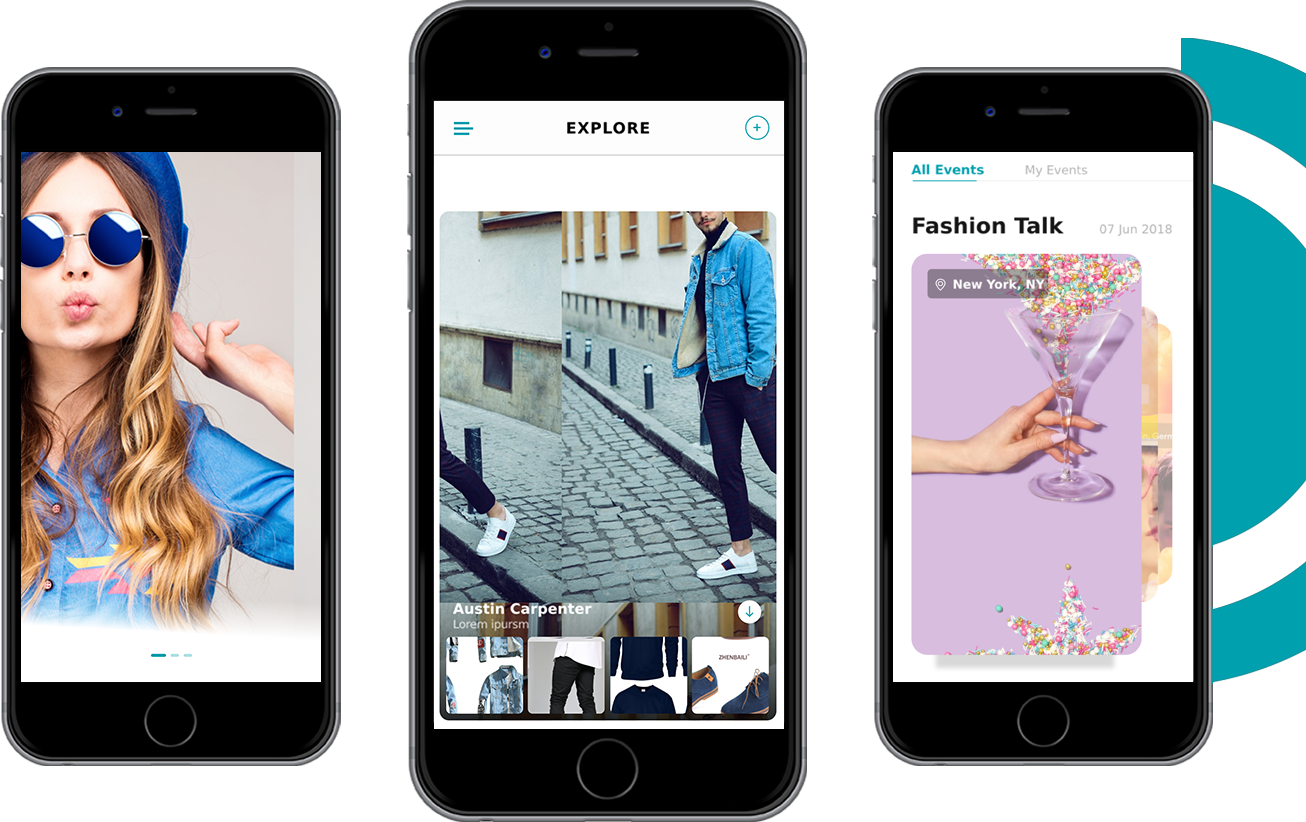 EXPLORE
Austin Carpenter
Lorem ipursm
ZHENBAILI
All Events
My Events
Fashion Talk
07 Jun 2018
New York, NY